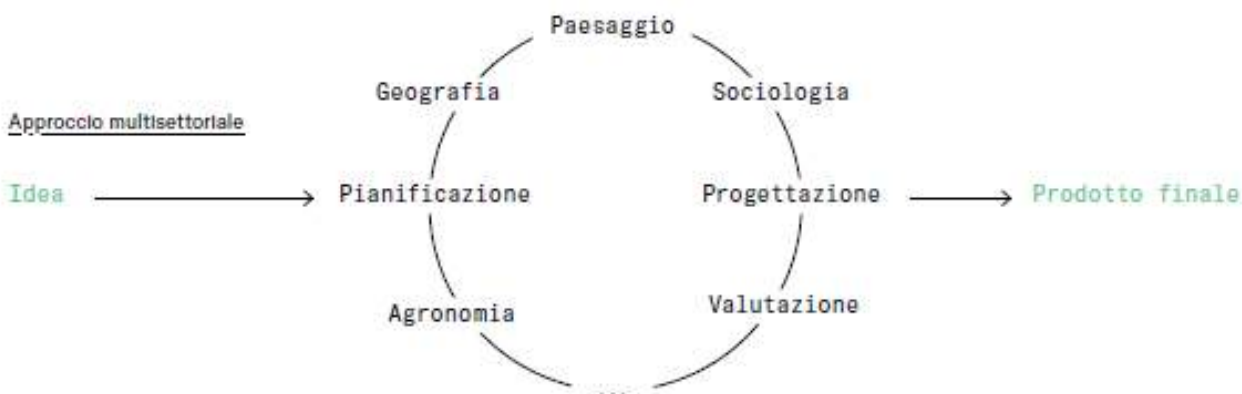 Paesaggio
Geografia
Sociologia
Approccio multisettoriale
Idea
Pianificazione
Progettazione
Prodotto finale
Agronomia
Valutazione